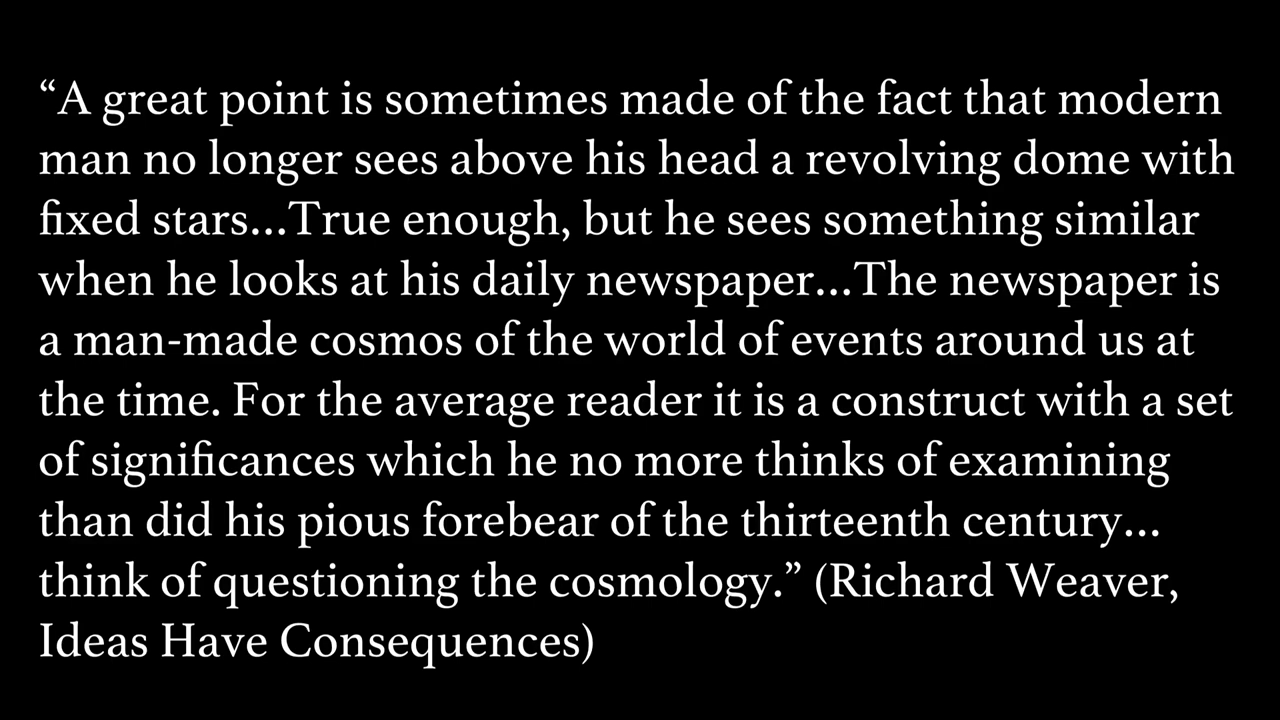 “A great point is sometimes made of the fact that modern
man no longer sees above his head a revolving dome with
fixed stars...True enough, but he sees something similar
when he looks at his daily newspaper...The newspaper is
a man-made cosmos of the world of events around us at
the time. For the average reader it is a construct with a set
of significances which he no more thinks of examining
than did his pious forebear of the thirteenth century...
think of questioning the cosmology.” (Richard Weaver,
Ideas Have Consequences)